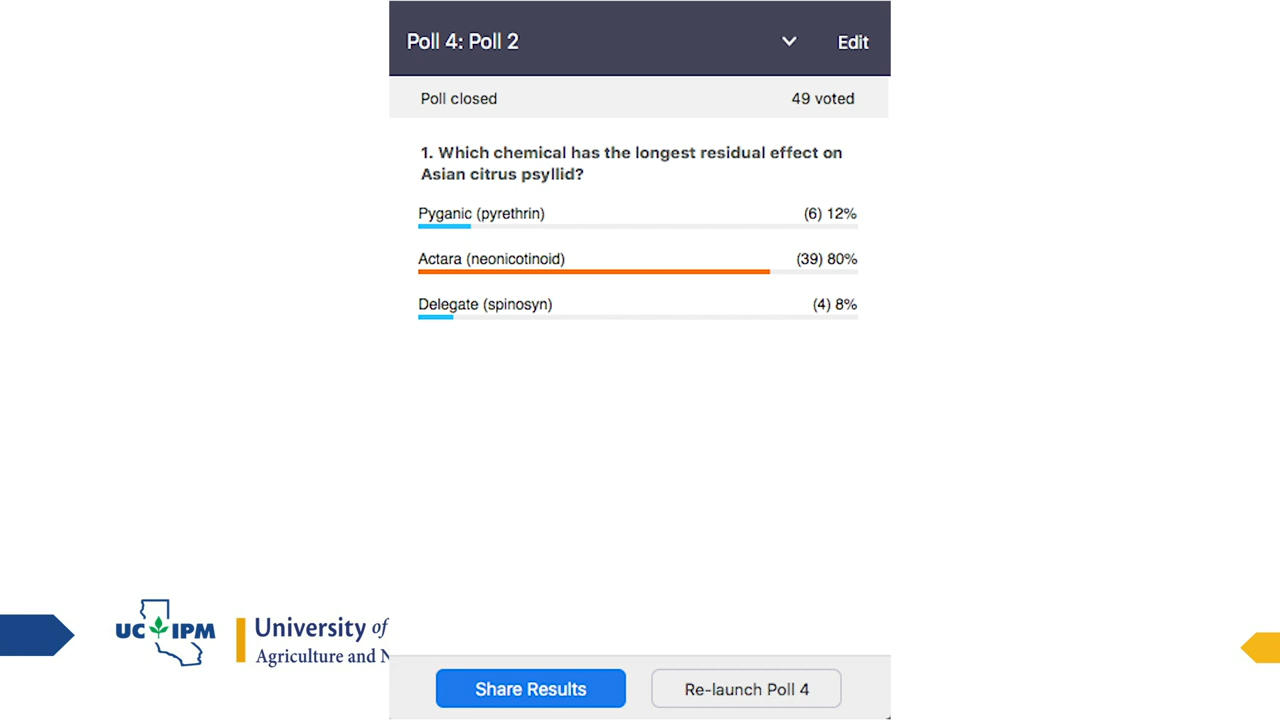 Poll 4: Poll 2
Edit
Poll closed
49 voted
1. Which chemical has the longest residual effect on
Asian citrus psyllid?
Pyganic (pyrethrin)
(6) 12%
Actara (neonicotinoid)
(39) 80%
Delegate (spinosyn)
(4) 8%
UC IPM
University of
Agriculture and N
Share Results
Re-launch Poll 4